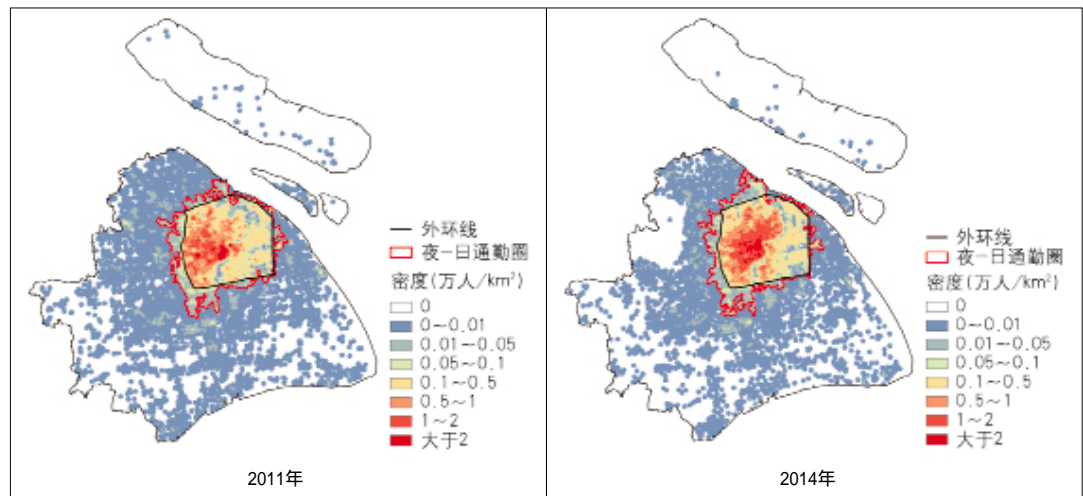 外环线
夜-日通勤圈
密度(万人/km²)
0
0~0.01
0.01~0.05
0.05~0.1
0.1~0.5
0.5~1
1~2
大于2
2011年
外环线
夜-日通勤圈
密度(万人/km²)
0
0~0.01
0.01~0.05
0.05~0.1
0.1~0.5
0.5~1
1~2
大于2
2014年